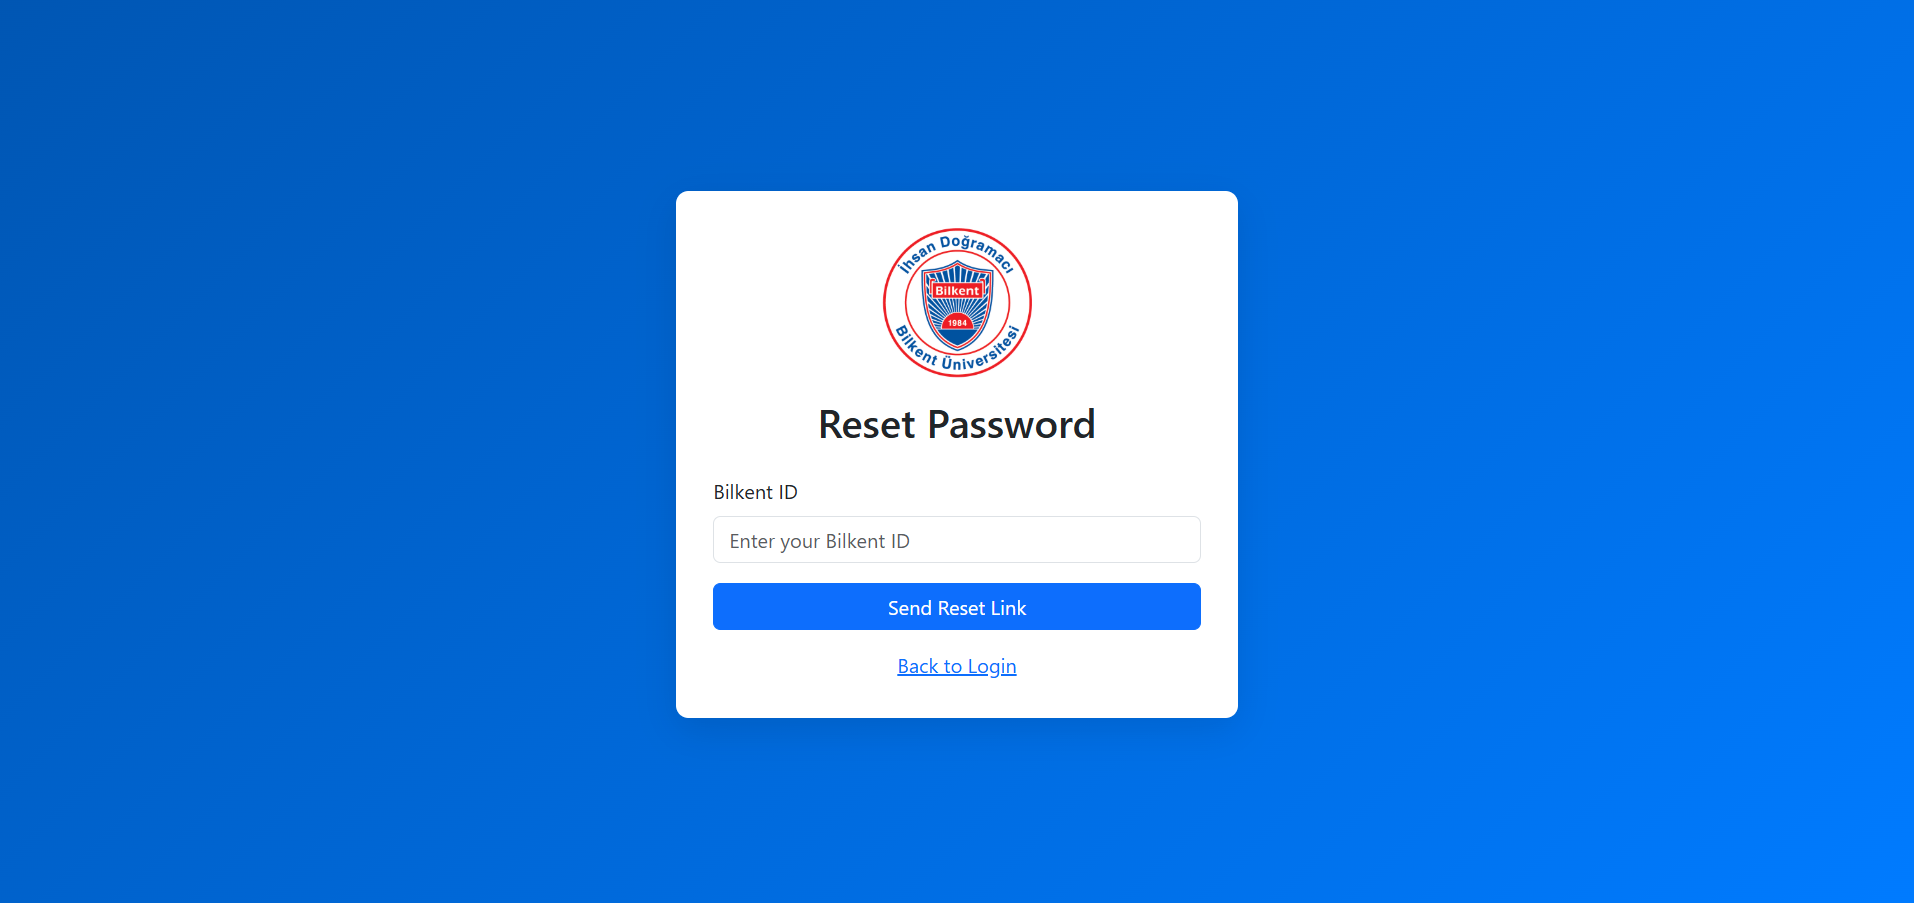 İhsan Doğramacı
Bilkent
1984
Bilkent Üniversitesi
Reset Password
Bilkent ID
Enter your Bilkent ID
Send Reset Link
Back to Login